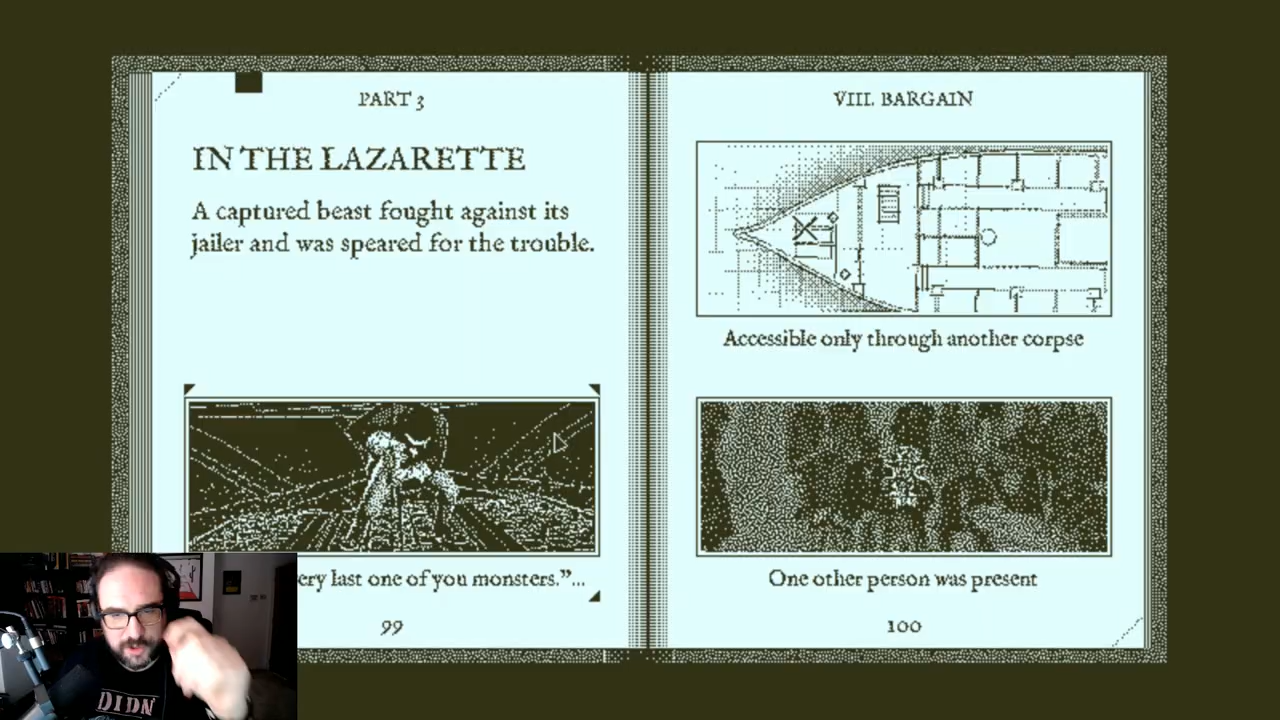 PART 3
IN THE LAZARETTE
A captured beast fought against its
jailer and was speared for the trouble.
ery last one of you monsters.”...
99
VIII. BARGAIN
Accessible only through another corpse
One other person was present
100
DIDN